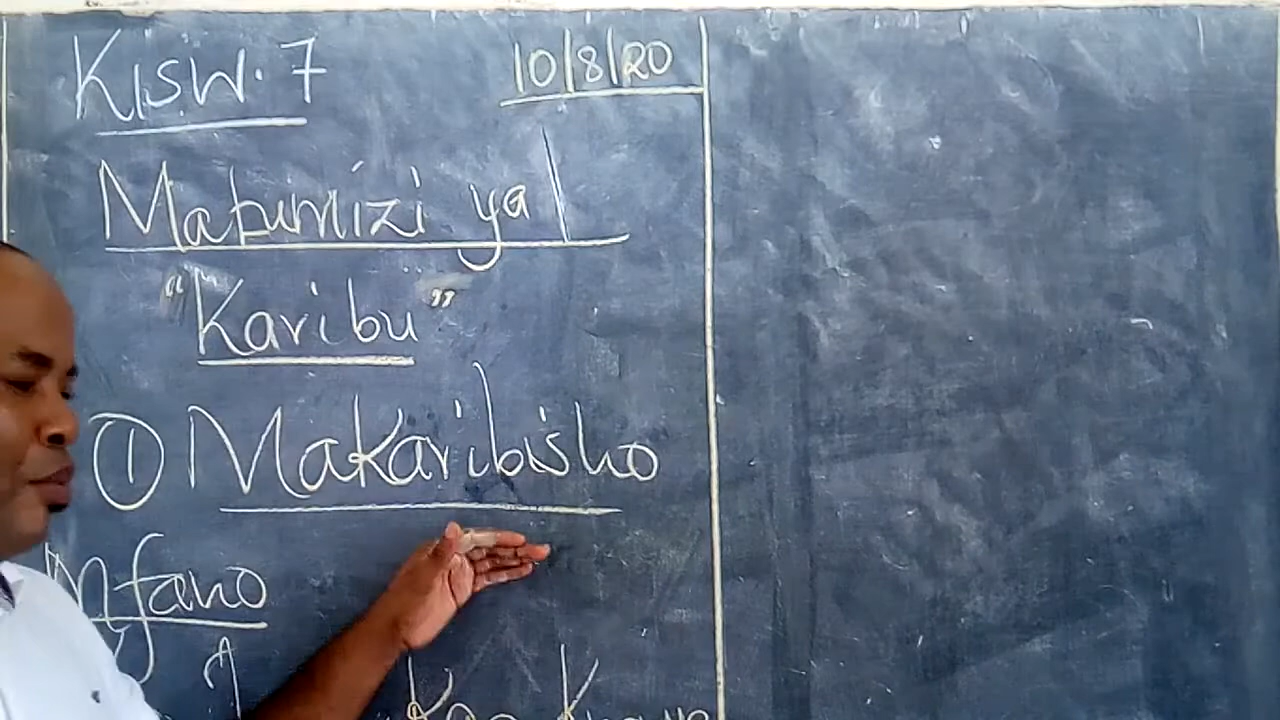 Kisw. 7 10/8/20
Matumizi ya
"Karibu"
① Makaribisho
Mfano